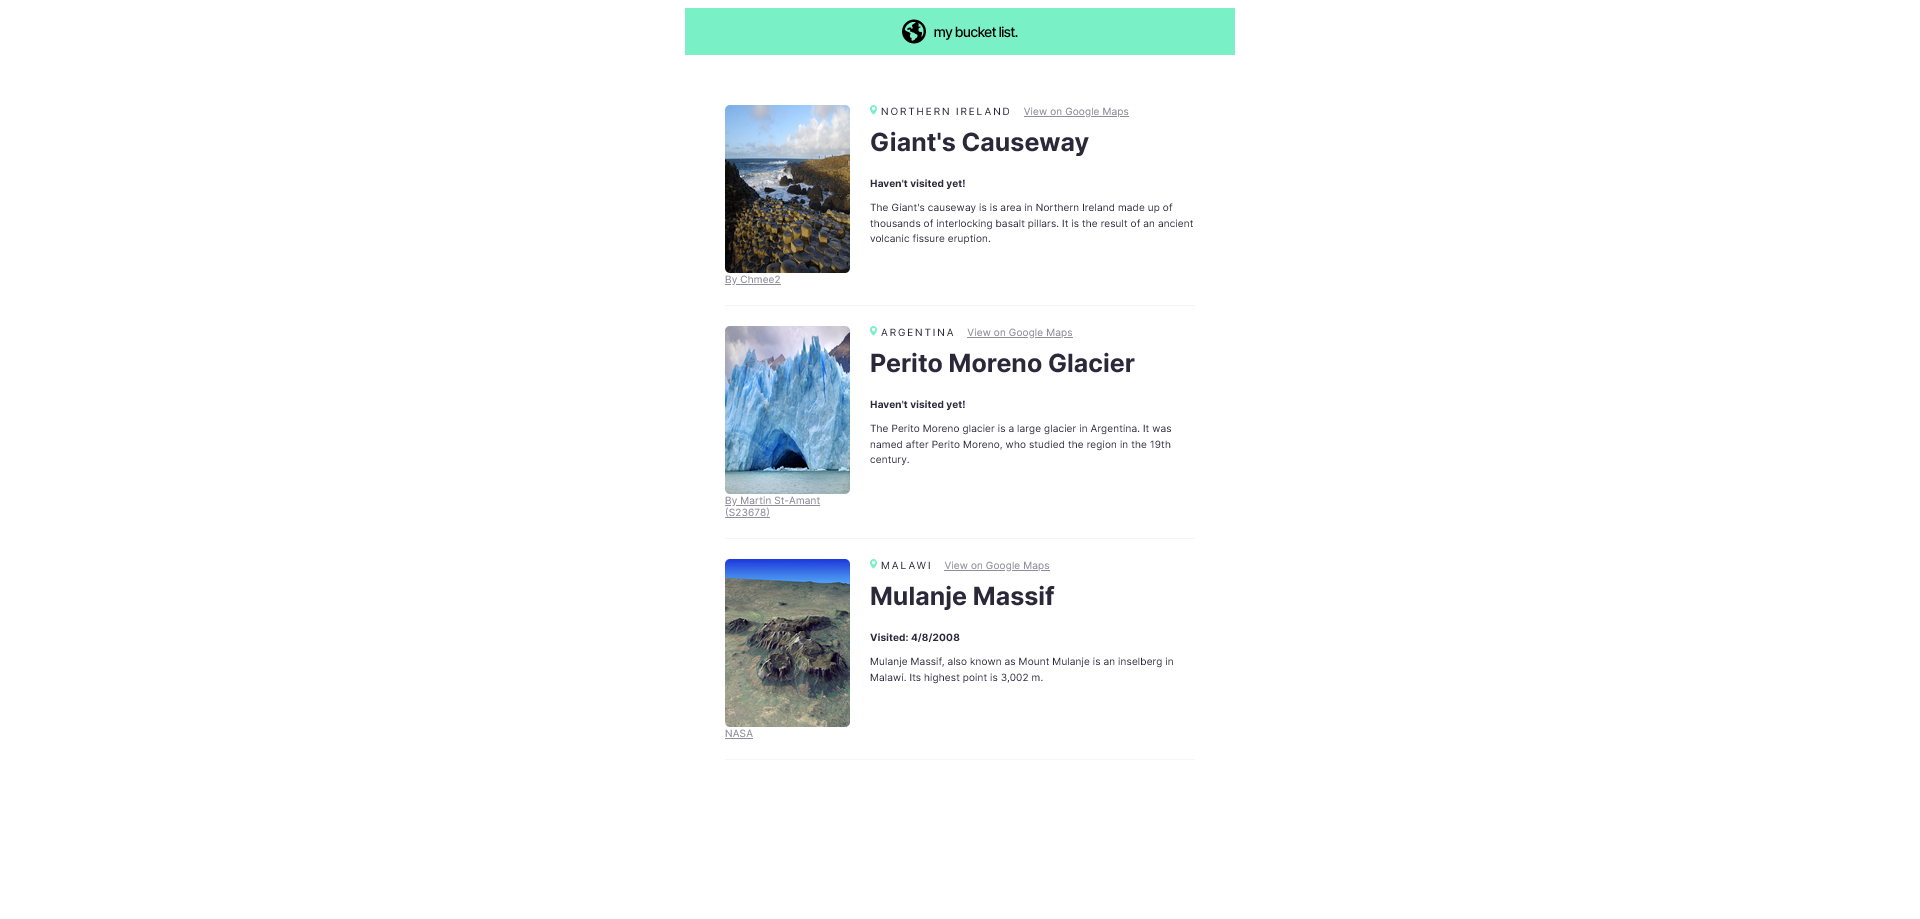 my bucket list.
NORTHERN IRELAND View on Google Maps
Giant's Causeway
Haven't visited yet!
The Giant's causeway is is area in Northern Ireland made up of
thousands of interlocking basalt pillars. It is the result of an ancient
volcanic fissure eruption.
By Chmee2
ARGENTINA View on Google Maps
Perito Moreno Glacier
Haven't visited yet!
The Perito Moreno glacier is a large glacier in Argentina. It was
named after Perito Moreno, who studied the region in the 19th
century.
By Martin St-Amant
(S23678)
MALAWI View on Google Maps
Mulanje Massif
Visited: 4/8/2008
Mulanje Massif, also known as Mount Mulanje is an inselberg in
Malawi. Its highest point is 3,002 m.
NASA